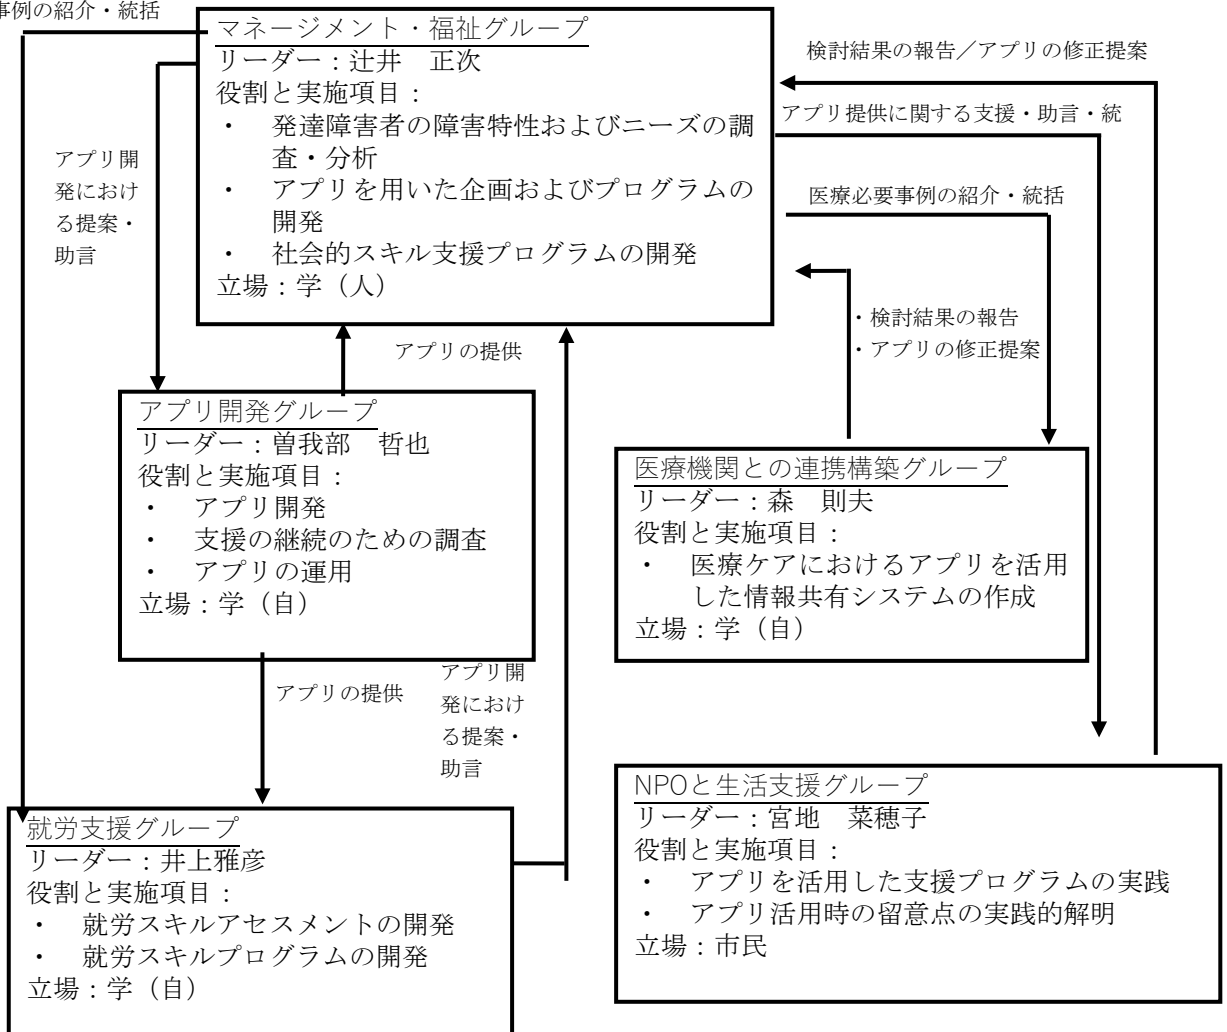 事例の紹介・統括
マネージメント・福祉グループ
リーダー：辻井　正次
役割と実施項目：
・　発達障害者の障害特性およびニーズの調
査・分析
・　アプリを用いた企画およびプログラムの
開発
・　社会的スキル支援プログラムの開発
立場：学（人）
検討結果の報告／アプリの修正提案
アプリ提供に関する支援・助言・統
医療必要事例の紹介・統括
・検討結果の報告
・アプリの修正提案
アプリ開
発におけ
る提案・
助言
アプリの提供
アプリ開発グループ
リーダー：曽我部　哲也
役割と実施項目：
・　アプリ開発
・　支援の継続のための調査
・　アプリの運用
立場：学（自）
医療機関との連携構築グループ
リーダー：森　則夫
役割と実施項目：
・　医療ケアにおけるアプリを活用
した情報共有システムの作成
立場：学（自）
アプリの提供
アプリ開
発におけ
る提案・
助言
就労支援グループ
リーダー：井上雅彦
役割と実施項目：
・　就労スキルアセスメントの開発
・　就労スキルプログラムの開発
立場：学（自）
NPOと生活支援グループ
リーダー：宮地　菜穂子
役割と実施項目：
・　アプリを活用した支援プログラムの実践
・　アプリ活用時の留意点の実践的解明
立場：市民